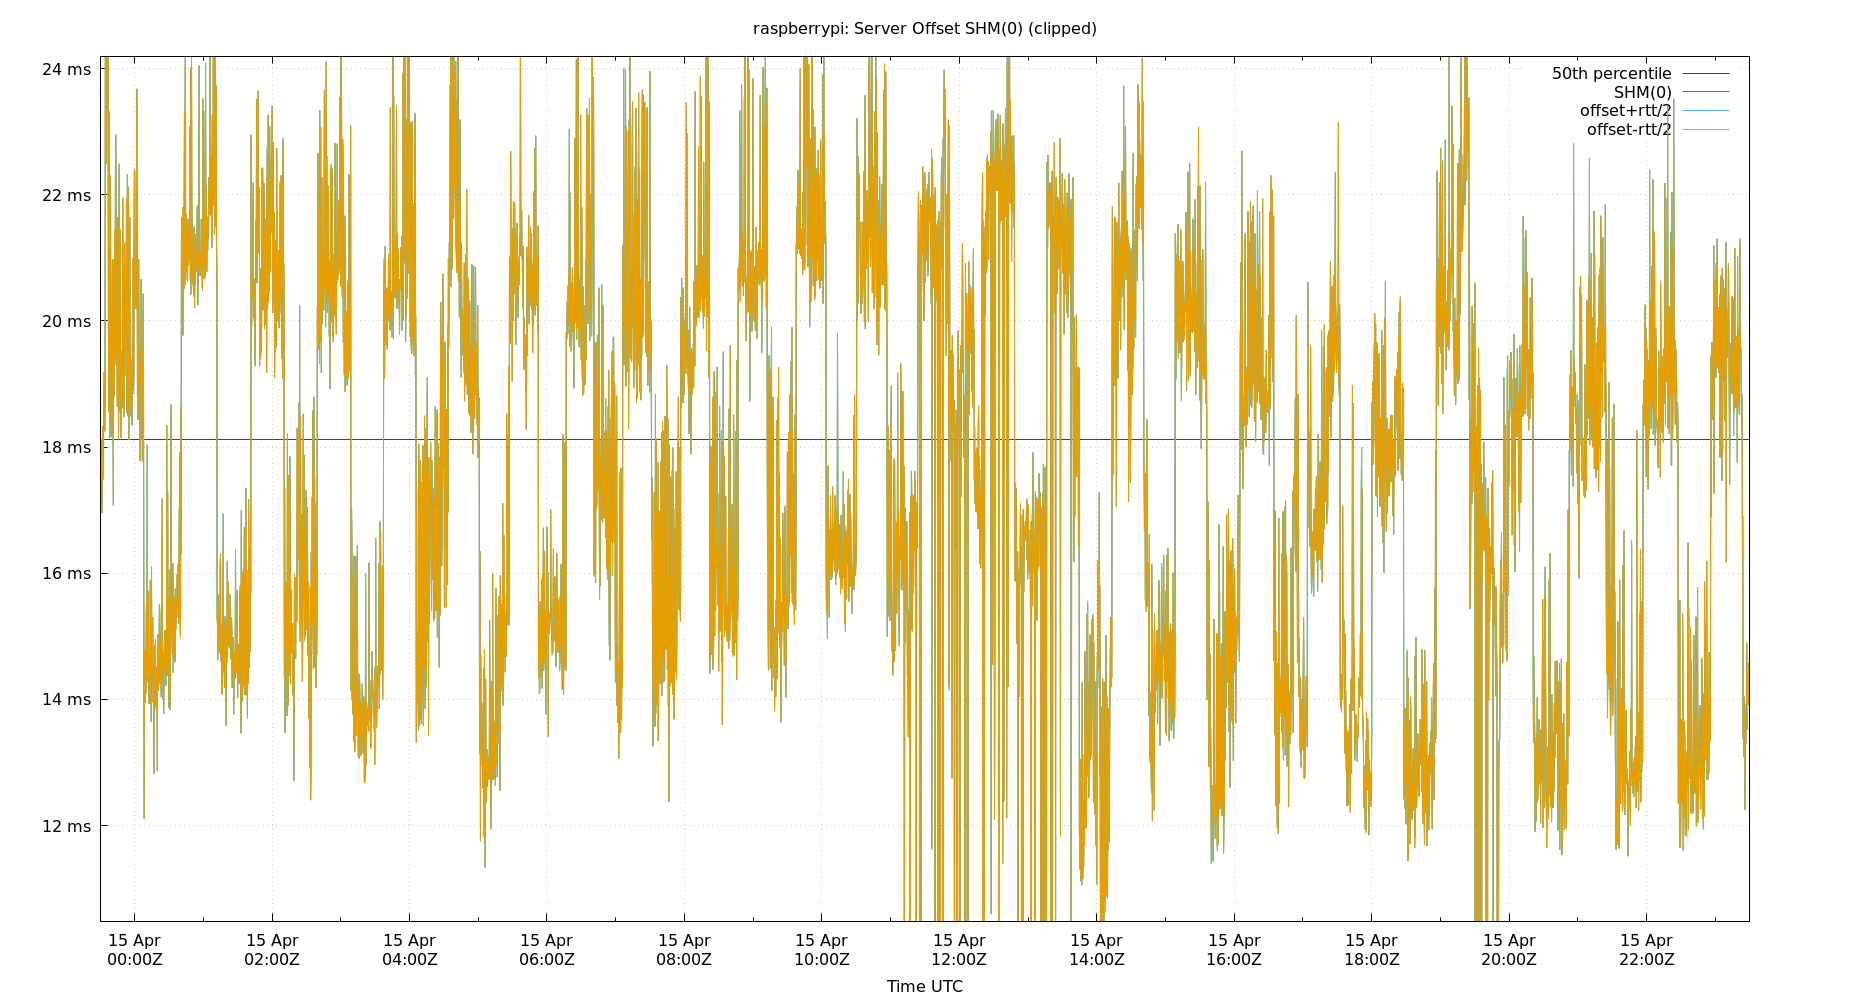 raspberrypi: Server Offset SHM(0) (clipped)
24 ms
22 ms
20 ms
18 ms
16 ms
14 ms
12 ms
50th percentile
SHM(0)
offset+rtt/2
offset-rtt/2
15 Apr 15 Apr 15 Apr 15 Apr 15 Apr 15 Apr 15 Apr 15 Apr 15 Apr 15 Apr 15 Apr 15 Apr
00:00Z 02:00Z 04:00Z 06:00Z 08:00Z 10:00Z 12:00Z 14:00Z 16:00Z 18:00Z 20:00Z 22:00Z
Time UTC